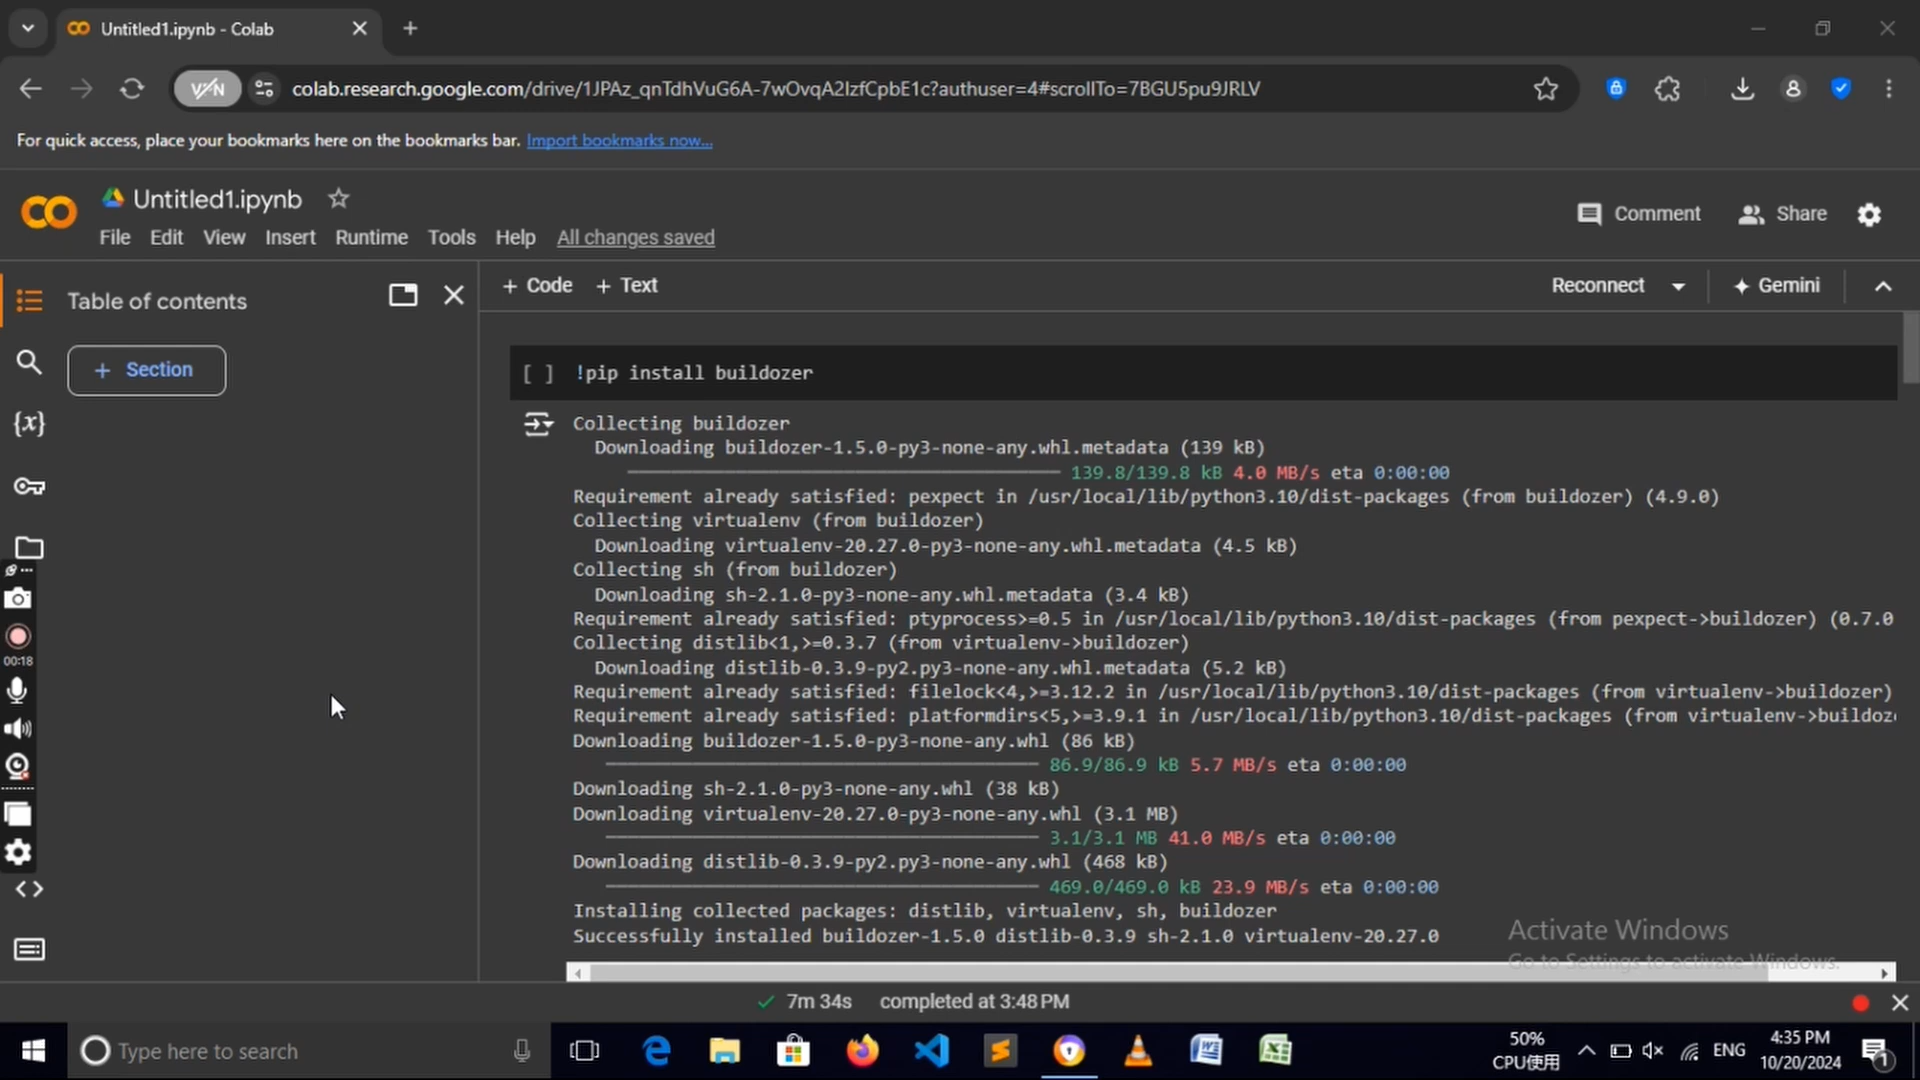 Untitled1.ipynb - Colab
VPN
colab.research.google.com/drive/1JPAz_qnTdhVuG6A-7wOvqA2IzfCpbE1c?authuser=4#scrollTo=7BGU5pu9JRLV
For quick access, place your bookmarks here on the bookmarks bar. Import bookmarks now...
Untitled1.ipynb
File Edit View Insert Runtime Tools Help All changes saved
Comment Share
Table of contents
+ Code + Text
Reconnect Gemini
+ Section
{x}
[ ] !pip install buildozer
Collecting buildozer
Downloading buildozer-1.5.0-py3-none-any.whl.metadata (139 kB)
139.8/139.8 kB 4.0 MB/s eta 0:00:00
Requirement already satisfied: pexpect in /usr/local/lib/python3.10/dist-packages (from buildozer) (4.9.0)
Collecting virtualenv (from buildozer)
Downloading virtualenv-20.27.0-py3-none-any.whl.metadata (4.5 kB)
Collecting sh (from buildozer)
Downloading sh-2.1.0-py3-none-any.whl.metadata (3.4 kB)
Requirement already satisfied: ptyprocess>=0.5 in /usr/local/lib/python3.10/dist-packages (from pexpect->buildozer) (0.7.0
Collecting distlib<1,>=0.3.7 (from virtualenv->buildozer)
Downloading distlib-0.3.9-py2.py3-none-any.whl.metadata (5.2 kB)
Requirement already satisfied: filelock<4,>=3.12.2 in /usr/local/lib/python3.10/dist-packages (from virtualenv->buildozer)
Requirement already satisfied: platformdirs<5,>=3.9.1 in /usr/local/lib/python3.10/dist-packages (from virtualenv->buildoz
Downloading buildozer-1.5.0-py3-none-any.whl (86 kB)
86.9/86.9 kB 5.7 MB/s eta 0:00:00
Downloading sh-2.1.0-py3-none-any.whl (38 kB)
Downloading virtualenv-20.27.0-py3-none-any.whl (3.1 MB)
3.1/3.1 MB 41.0 MB/s eta 0:00:00
Downloading distlib-0.3.9-py2.py3-none-any.whl (468 kB)
469.0/469.0 kB 23.9 MB/s eta 0:00:00
Installing collected packages: distlib, virtualenv, sh, buildozer
Successfully installed buildozer-1.5.0 distlib-0.3.9 sh-2.1.0 virtualenv-20.27.0
00:18
Activate Windows
Go to Settings to activate Windows.
7m 34s completed at 3:48 PM
Type here to search
50%
CPU使用
ENG
4:35 PM
10/20/2024
1